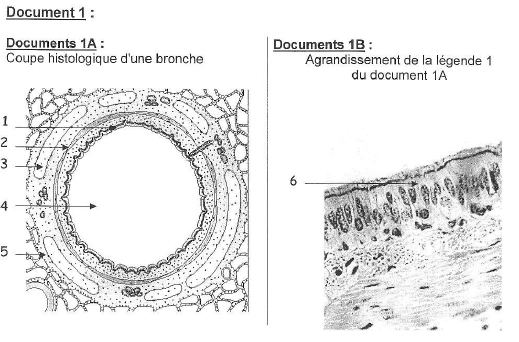 Document 1 :
Documents 1A :
Coupe histologique d'une bronche
1
2
3
4
5
Documents 1B :
Agrandissement de la légende 1
du document 1A
6